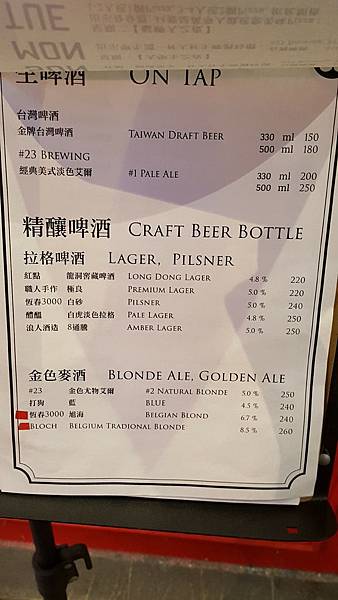 TUE
MON
生啤酒 ON TAP
台灣啤酒
金牌台灣啤酒 TAIWAN DRAFT BEER 330 ml 150
500 ml 180
#23 BREWING
經典美式淡色艾爾 #1 PALE ALE 330 ml 200
500 ml 250
精釀啤酒 CRAFT BEER BOTTLE
拉格啤酒 LAGER, PILSNER
紅點 龍洞窖藏啤酒 LONG DONG LAGER 4.8 % 220
職人手作 極良 PREMIUM LAGER 5.0 % 220
恆春3000 白砂 PILSNER 5.0 % 240
醴醞 白虎淡色拉格 PALE LAGER 4.8 % 250
浪人酒造 8通關 AMBER LAGER 5.0 % 250
金色麥酒 BLONDE ALE, GOLDEN ALE
#23 金色尤物艾爾 #2 NATURAL BLONDE 5.0 % 250
打狗 藍 BLUE 4.5 % 240
恆春3000 旭海 BELGIAN BLOND 6.7 % 240
BLOCH BELGIUM TRADIONAL BLONDE 8.5 % 260